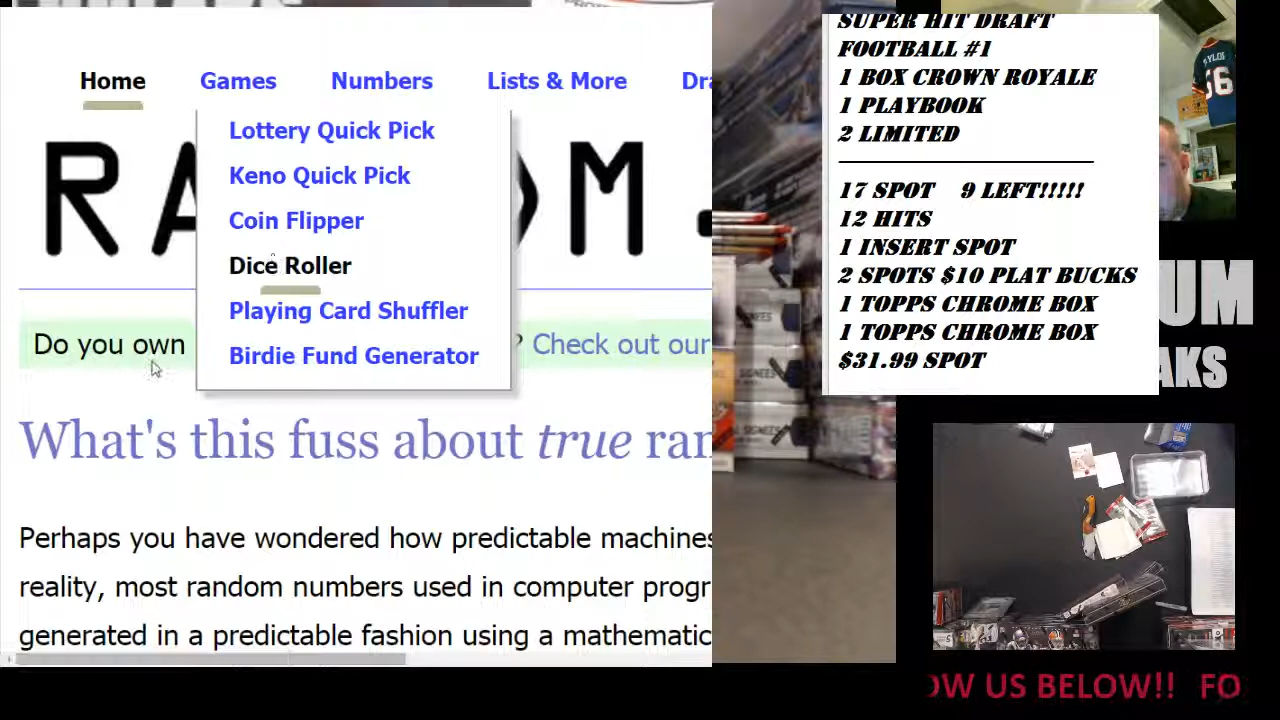 Home Games Numbers Lists & More
Lottery Quick Pick
Keno Quick Pick
Coin Flipper
Dice Roller
Playing Card Shuffler
Birdie Fund Generator
Do you own ? Check out our
What's this fuss about true ran
Perhaps you have wondered how predictable machines
reality, most random numbers used in computer progr
generated in a predictable fashion using a mathematic
SUPER HIT DRAFT
FOOTBALL #1
1 BOX CROWN ROYALE
1 PLAYBOOK
2 LIMITED
17 SPOT 9 LEFT!!!!!
12 HITS
1 INSERT SPOT
2 SPOTS $10 PLAT BUCKS
1 TOPPS CHROME BOX
1 TOPPS CHROME BOX
$31.99 SPOT
56
UM
AKS
OW US BELOW!! FO